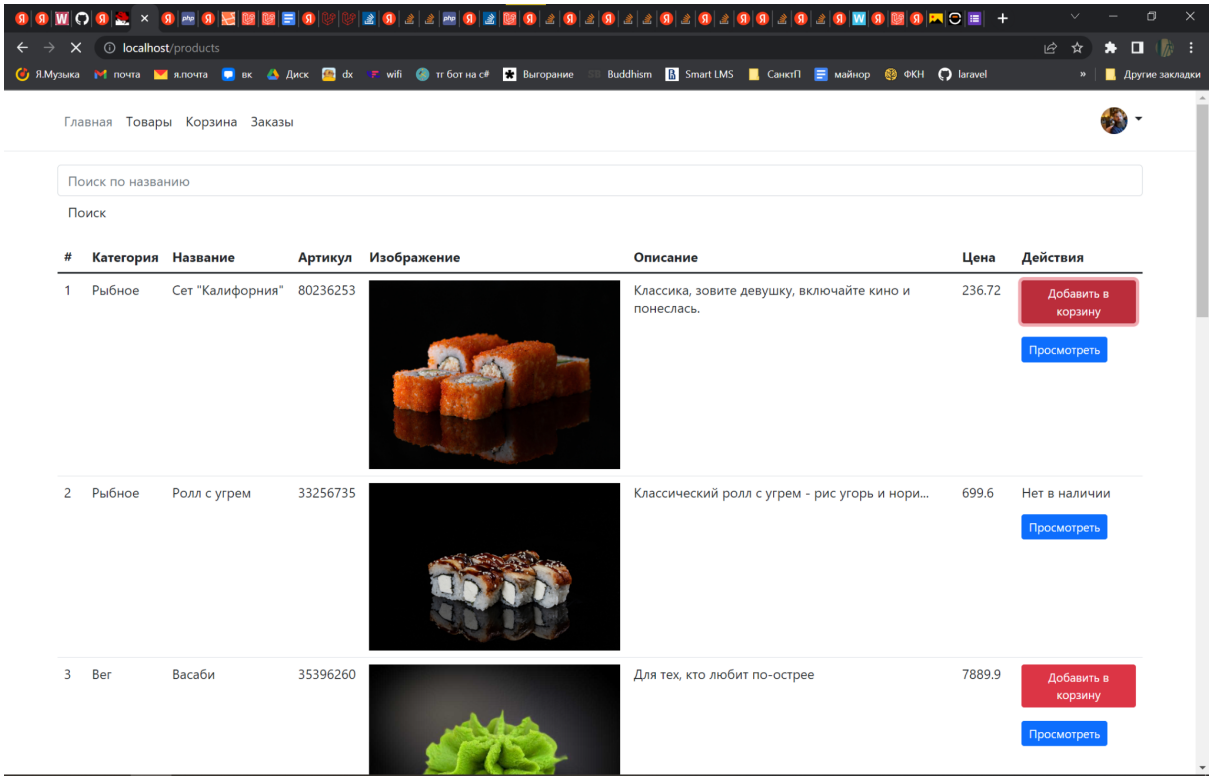 localhost/products
Я.Музыка почта я.почта вк Диск dx wifi тг бот на c# Выгорание Buddhism Smart LMS СанктП майнор ФКН laravel » Другие закладки
Главная Товары Корзина Заказы
Поиск по названию
Поиск
# Категория Название Артикул Изображение Описание Цена Действия
1 Рыбное Сет "Калифорния" 80236253 Классика, зовите девушку, включайте кино и 236.72 Добавить в
понеслась. корзину
Просмотреть
2 Рыбное Ролл с угрем 33256735 Классический ролл с угрем - рис угорь и нори... 699.6 Нет в наличии
Просмотреть
3 Вег Васаби 35396260 Для тех, кто любит по-острее 7889.9 Добавить в
корзину
Просмотреть